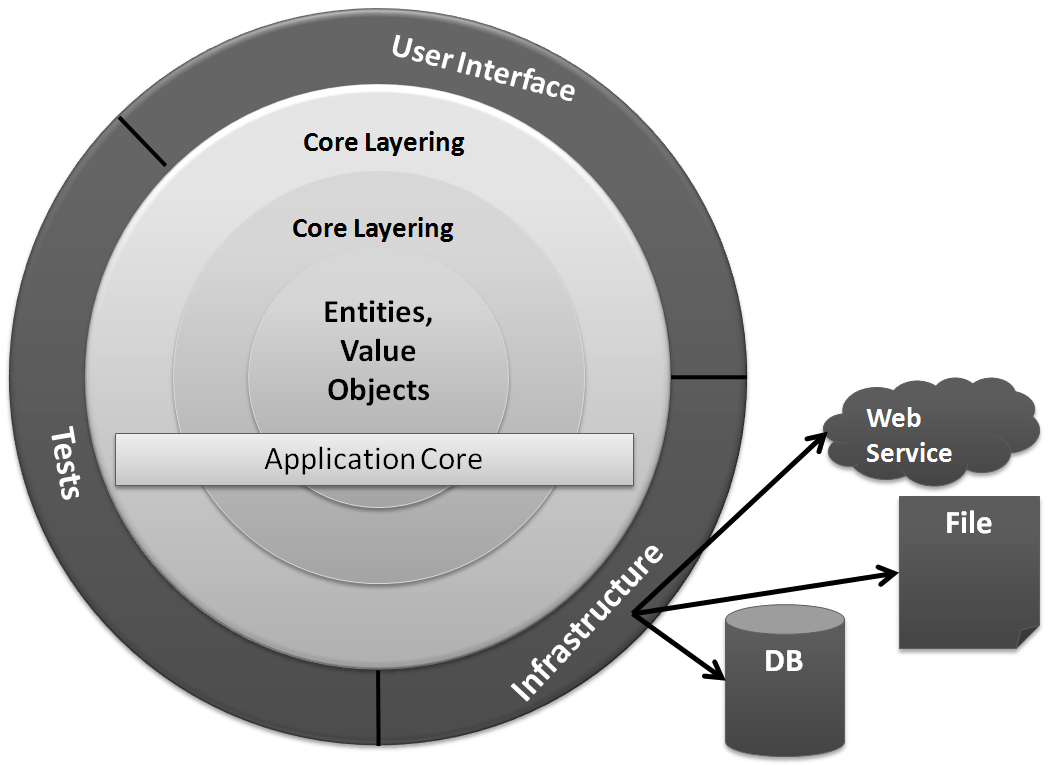 User Interface
Core Layering
Core Layering
Entities,
Value
Objects
Application Core
Tests
Infrastructure
Web
Service
File
DB